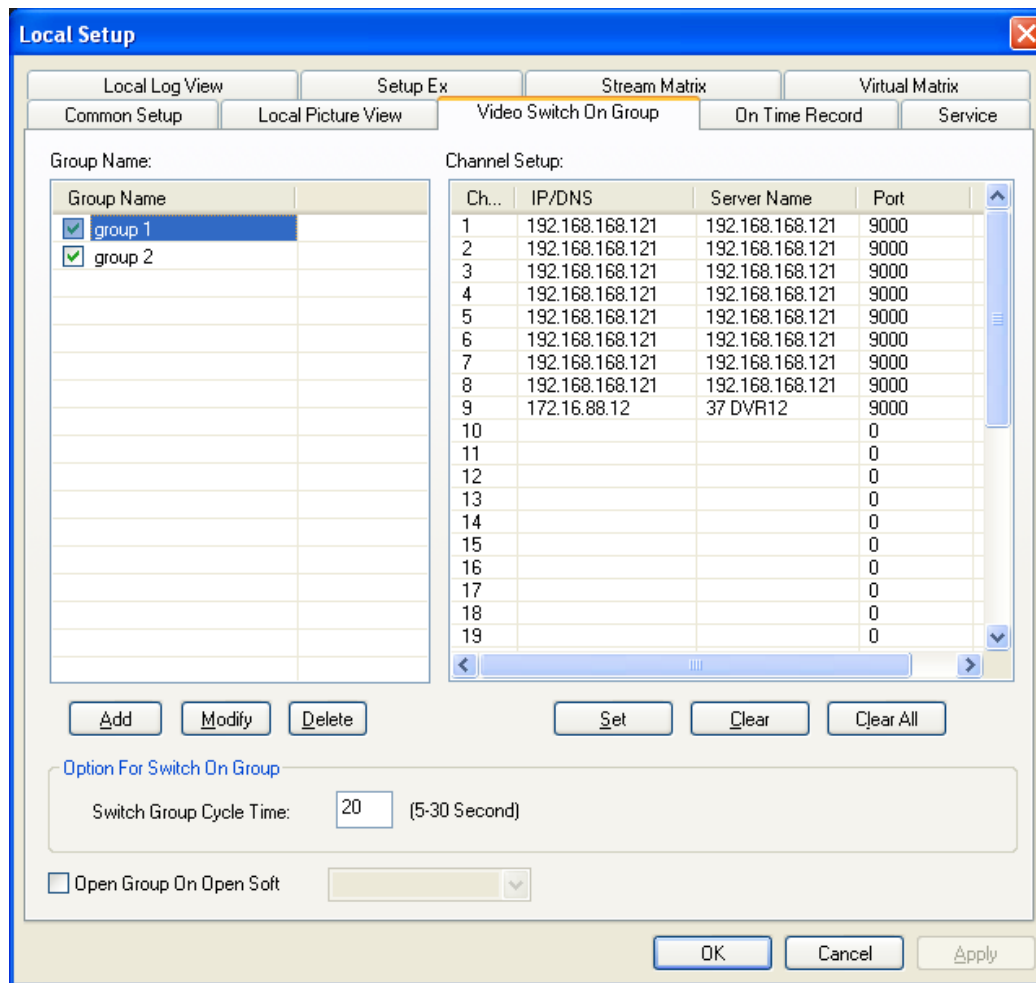 Local Setup
Local Log View Setup Ex Stream Matrix Virtual Matrix
Common Setup Local Picture View Video Switch On Group On Time Record Service
Group Name: Channel Setup:
Group Name Ch... IP/DNS Server Name Port
group 1
group 2
1 192.168.168.121 192.168.168.121 9000
2 192.168.168.121 192.168.168.121 9000
3 192.168.168.121 192.168.168.121 9000
4 192.168.168.121 192.168.168.121 9000
5 192.168.168.121 192.168.168.121 9000
6 192.168.168.121 192.168.168.121 9000
7 192.168.168.121 192.168.168.121 9000
8 192.168.168.121 192.168.168.121 9000
9 172.16.88.12 37 DVR12 9000
10 0
11 0
12 0
13 0
14 0
15 0
16 0
17 0
18 0
19 0
Add Modify Delete Set Clear Clear All
Option For Switch On Group
Switch Group Cycle Time: 20 (5-30 Second)
Open Group On Open Soft
OK Cancel Apply